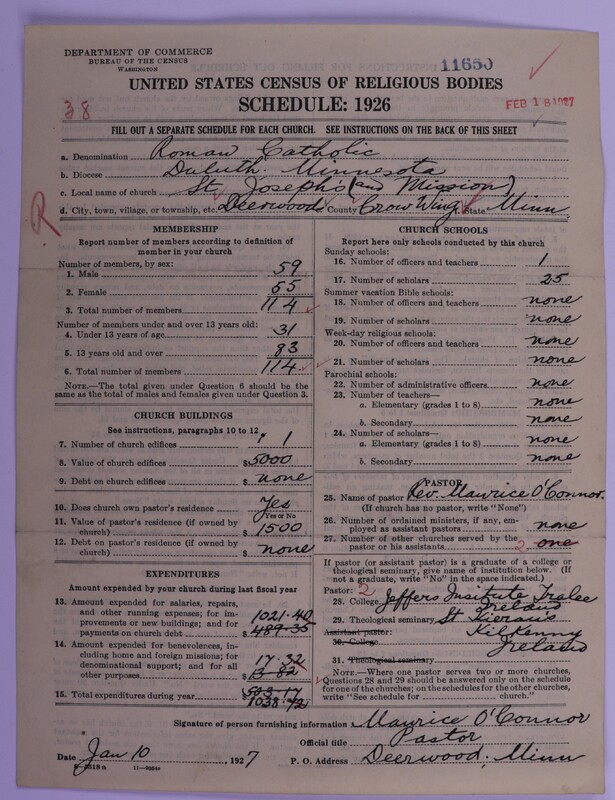 DEPARTMENT OF COMMERCE
BUREAU OF THE CENSUS
WASHINGTON
11650
UNITED STATES CENSUS OF RELIGIOUS BODIES
SCHEDULE: 1926
38
FEB 18 1927
FILL OUT A SEPARATE SCHEDULE FOR EACH CHURCH. SEE INSTRUCTIONS ON THE BACK OF THIS SHEET
a. Denomination Roman Catholic
b. Diocese Duluth. Minnesota
c. Local name of church St Joseph's (and Mission)
d. City, town, village, or township, etc. Deerwood e. County Crow Wing f. State Minn,
R
MEMBERSHIP
Report number of members according to definition of
member in your church
Number of members, by sex:
1. Male 59
2. Female 55
3. Total number of members 114
Number of members under and over 13 years old:
4. Under 13 years of age 31
5. 13 years old and over 83
6. Total number of members 114
NOTE.—The total given under Question 6 should be
the same as the total of males and females given under Question 3.
CHURCH BUILDINGS
See instructions, paragraphs 10 to 12
7. Number of church edifices 1
8. Value of church edifices $5000
9. Debt on church edifices $ none
10. Does church own pastor's residence? Yes
Yes or No
11. Value of pastor's residence (if owned by
church) $ 1500
12. Debt on pastor's residence (if owned by
church) $ none
EXPENDITURES
Amount expended by your church during last fiscal year
13. Amount expended for salaries, repairs,
and other running expenses; for im-
provements or new buildings; and for
payments on church debt $ 1021.40
489.35
14. Amount expended for benevolences,
including home and foreign missions; for
denominational support; and for all
other purposes $ 17.32
13 82
15. Total expenditures during year 503.17
1038.72
CHURCH SCHOOLS
Report here only schools conducted by this church
Sunday schools:
16. Number of officers and teachers 1
17. Number of scholars 25
Summer vacation Bible schools:
18. Number of officers and teachers none
19. Number of scholars none
Week-day religious schools:
20. Number of officers and teachers none
21. Number of scholars none
Parochial schools:
22. Number of administrative officers none
23. Number of teachers—
a. Elementary (grades 1 to 8) none
b. Secondary none
24. Number of scholars—
a. Elementary (grades 1 to 8) none
b. Secondary none
PASTOR
25. Name of pastor Rev. Maurice O'Connor.
(If church has no pastor, write "None")
26. Number of ordained ministers, if any, em-
ployed as assistant pastors none
27. Number of other churches served by the
pastor or his assistants 2 one
If pastor (or assistant pastor) is a graduate of a college or
theological seminary, give name of institution below. (If
not a graduate, write "No" in the space indicated.)
Pastor: 2
28. College Jeffers Insitute Tralee
Ireland
29. Theological seminary St Kieran's
Kilkenny
Ireland
Assistant pastor:
30. College
31. Theological seminary
NOTE.—Where one pastor serves two or more churches,
Questions 28 and 29 should be answered only on the schedule
for one of the churches; on the schedules for the other churches,
write "See schedule for church."
Signature of person furnishing information Maurice O'Connor
Official title Pastor
Date Jan 10, 1927 P. O. Address Deerwood, Minn
8-5518a